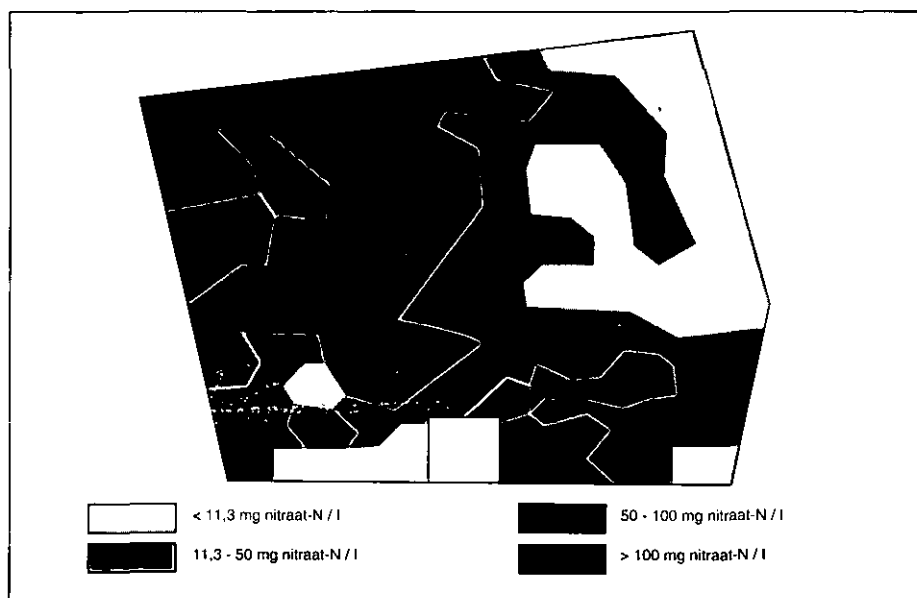 < 11,3 mg nitraat-N / l
11,3 - 50 mg nitraat-N / l
50 - 100 mg nitraat-N / l
> 100 mg nitraat-N / l